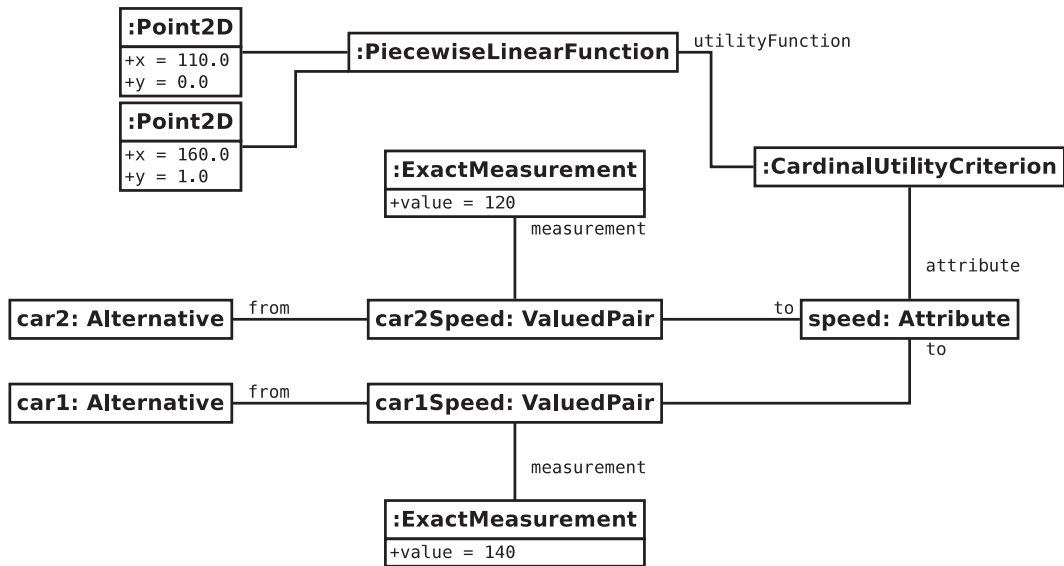 :Point2D
+x = 110.0
+y = 0.0
:PiecewiseLinearFunction
utilityFunction
:Point2D
+x = 160.0
+y = 1.0
:ExactMeasurement
+value = 120
measurement
:CardinalUtilityCriterion
attribute
car2: Alternative
from
car2Speed: ValuedPair
to
speed: Attribute
to
car1: Alternative
from
car1Speed: ValuedPair
measurement
:ExactMeasurement
+value = 140